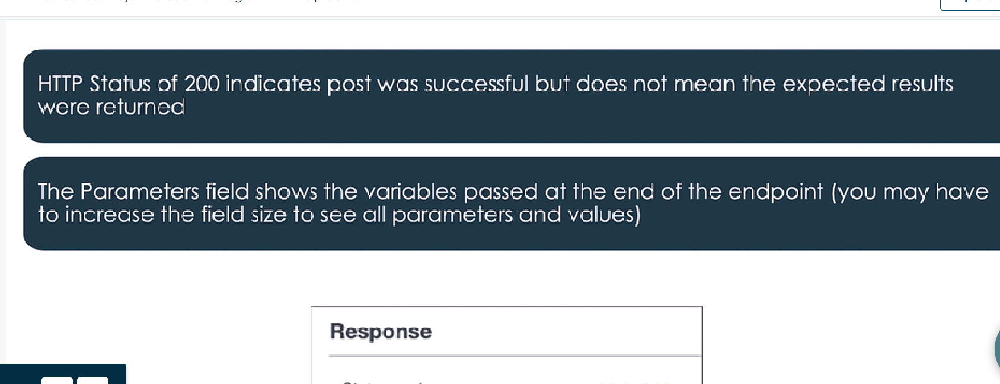 HTTP Status of 200 indicates post was successful but does not mean the expected results
were returned
The Parameters field shows the variables passed at the end of the endpoint (you may have
to increase the field size to see all parameters and values)
Response